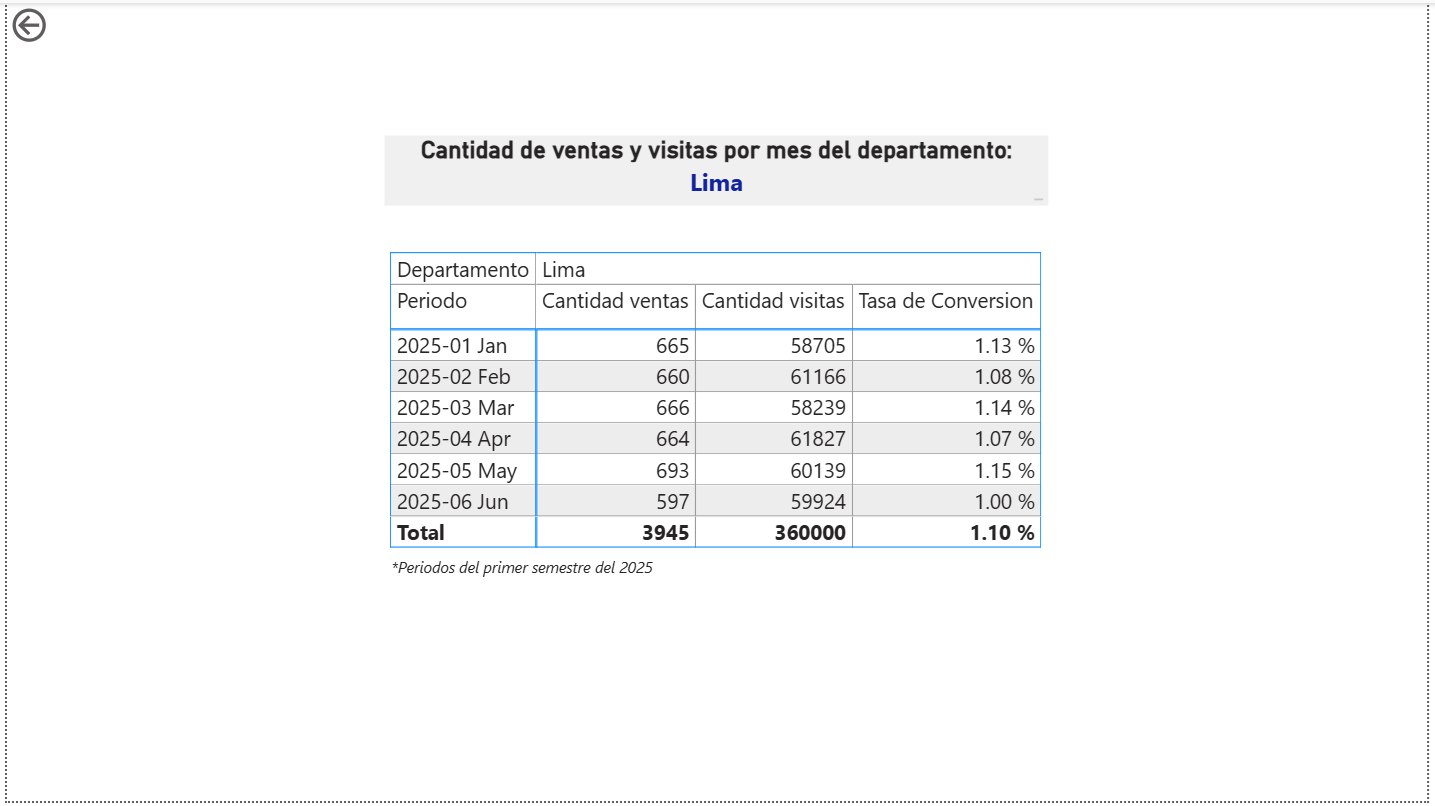 Cantidad de ventas y visitas por mes del departamento:
Lima
Departamento Lima
Periodo Cantidad ventas Cantidad visitas Tasa de Conversion
2025-01 Jan 665 58705 1.13 %
2025-02 Feb 660 61166 1.08 %
2025-03 Mar 666 58239 1.14 %
2025-04 Apr 664 61827 1.07 %
2025-05 May 693 60139 1.15 %
2025-06 Jun 597 59924 1.00 %
Total 3945 360000 1.10 %
*Periodos del primer semestre del 2025